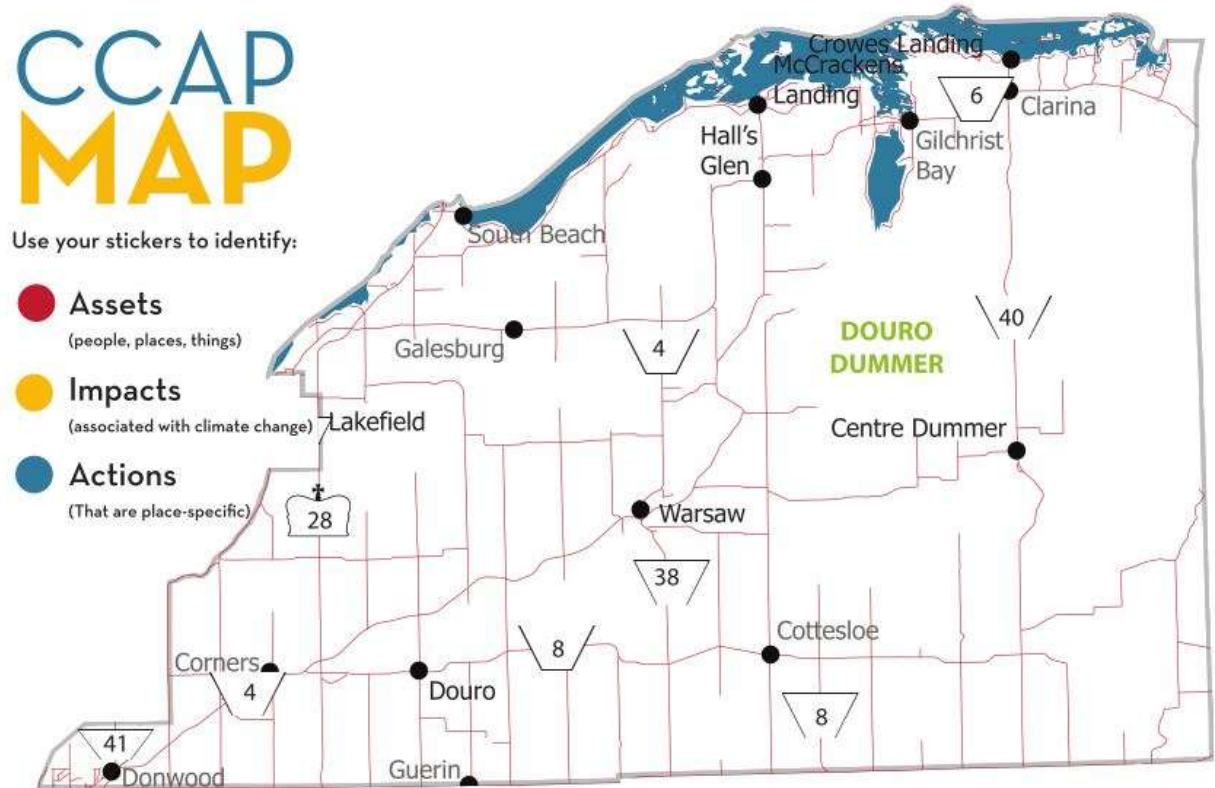 CCAP
MAP
Use your stickers to identify:
Assets
(people, places, things)
Impacts
(associated with climate change)
Actions
(That are place-specific)
Crowes Landing
McCrackens
Landing
6
Clarina
Hall's
Glen
Gilchrist
Bay
South Beach
40
DOURO
DUMMER
Galesburg
4
Lakefield
Centre Dummer
28
Warsaw
38
Cottesloe
8
Corners
4
Douro
8
41
Donwood
Guerin